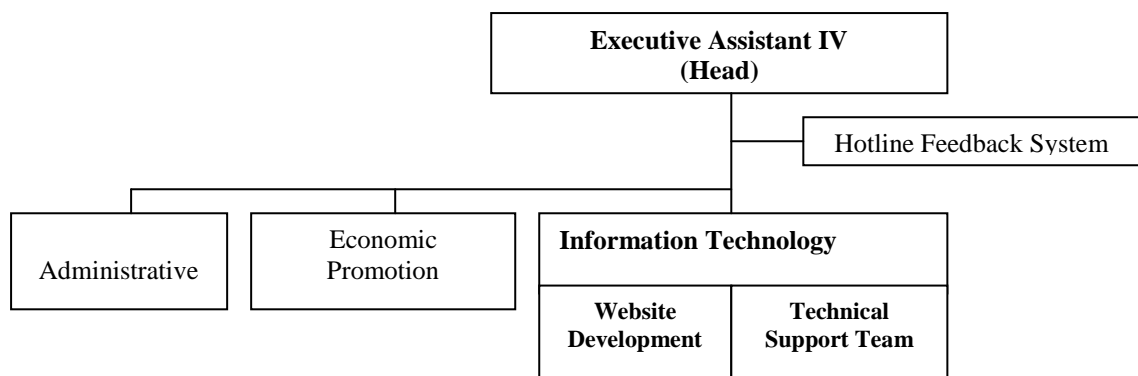 Executive Assistant IV
(Head)
Hotline Feedback System
Administrative
Economic
Promotion
Information Technology
Website
Development
Technical
Support Team